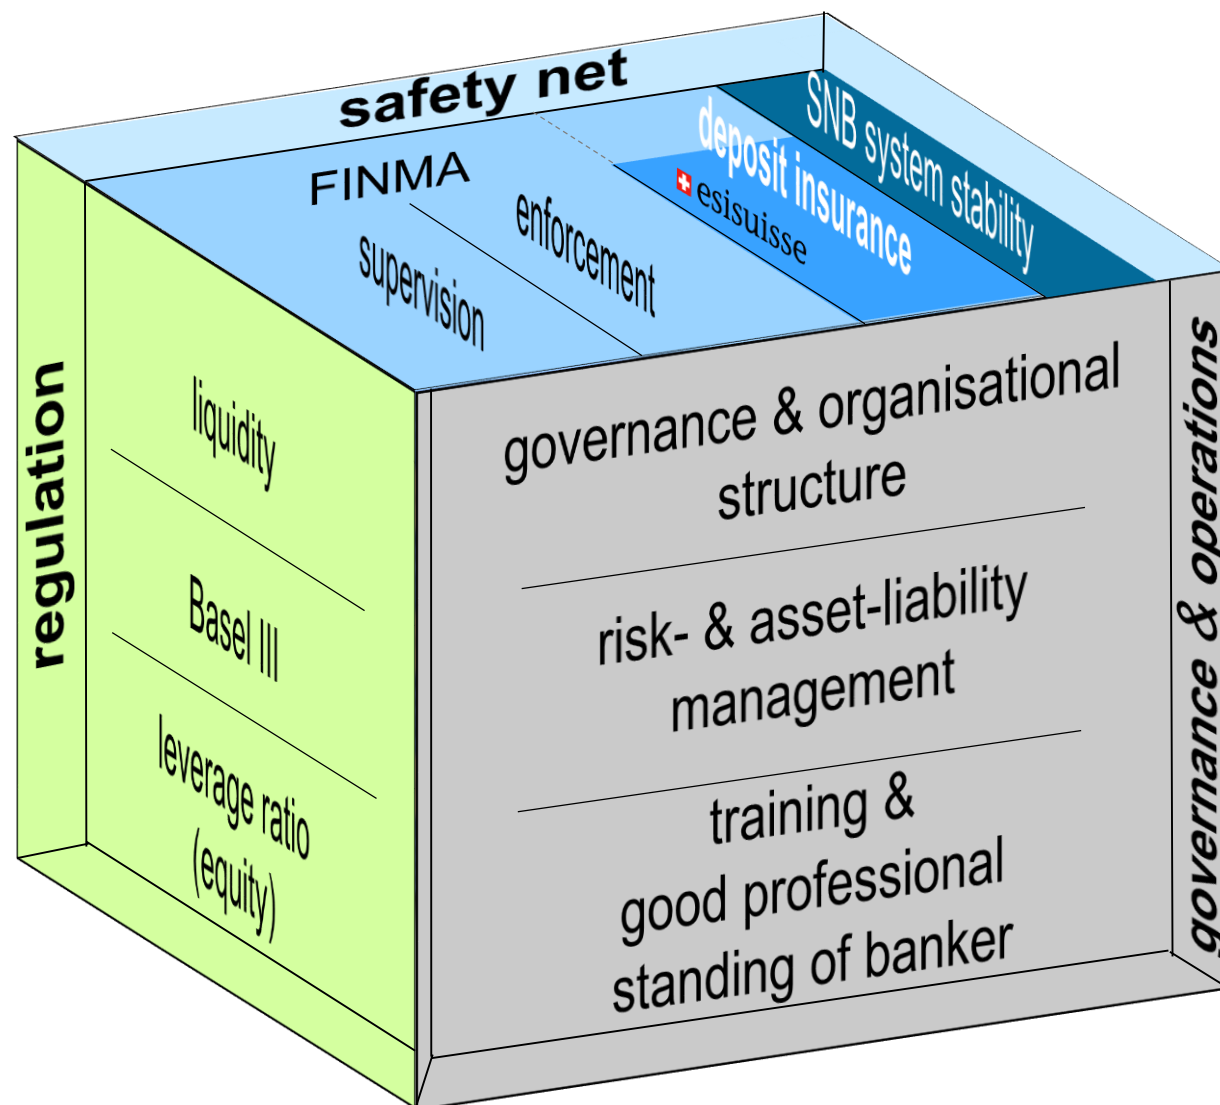 safety net
FINMA
supervision
enforcement
deposit insurance
esisuisse
SNB system stability
regulation
liquidity
Basel III
leverage ratio
(equity)
governance & organisational
structure
risk- & asset-liability
management
training &
good professional
standing of banker
governance & operations